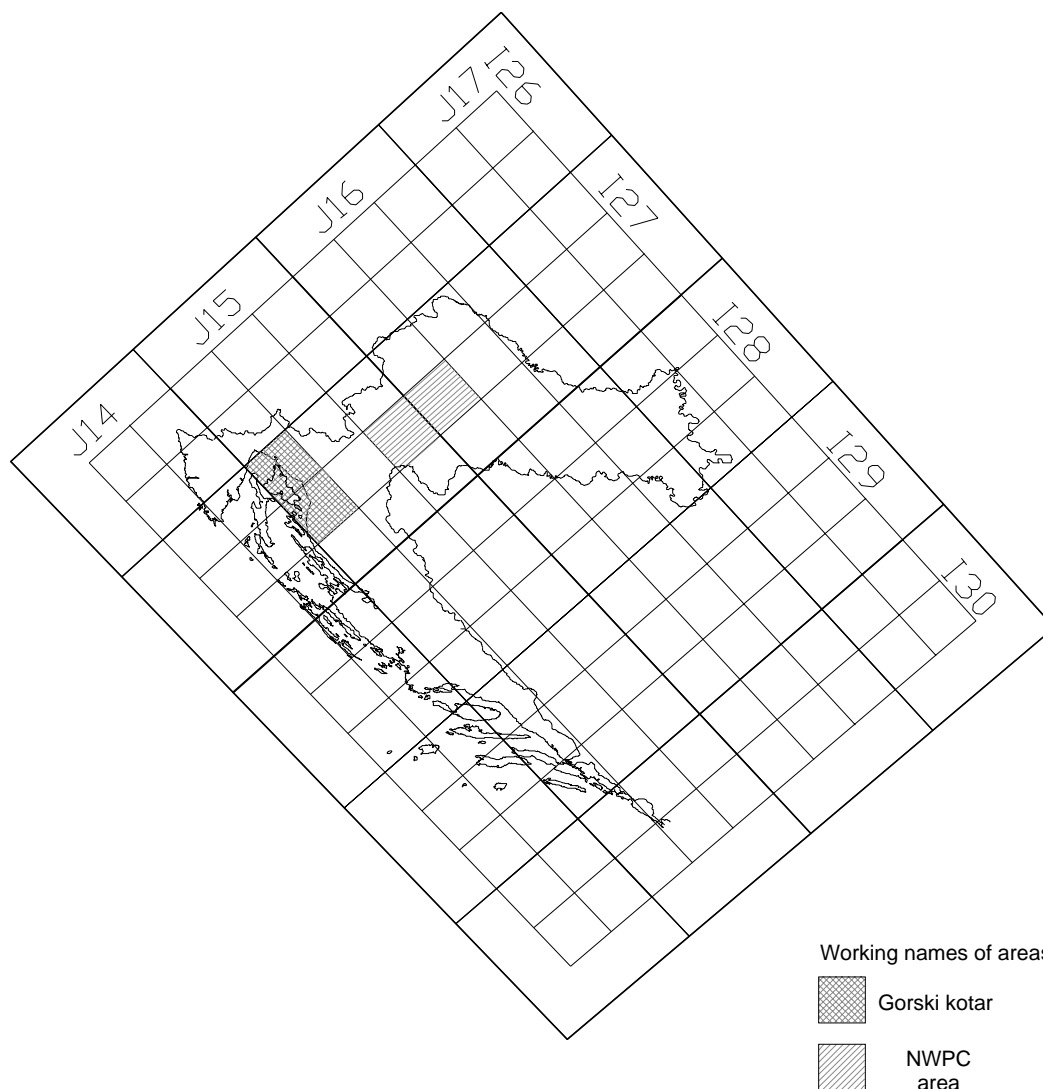 J17
I26
J16
I27
J15
I28
J14
I29
I30
Working names of areas
Gorski kotar
NWPC
area